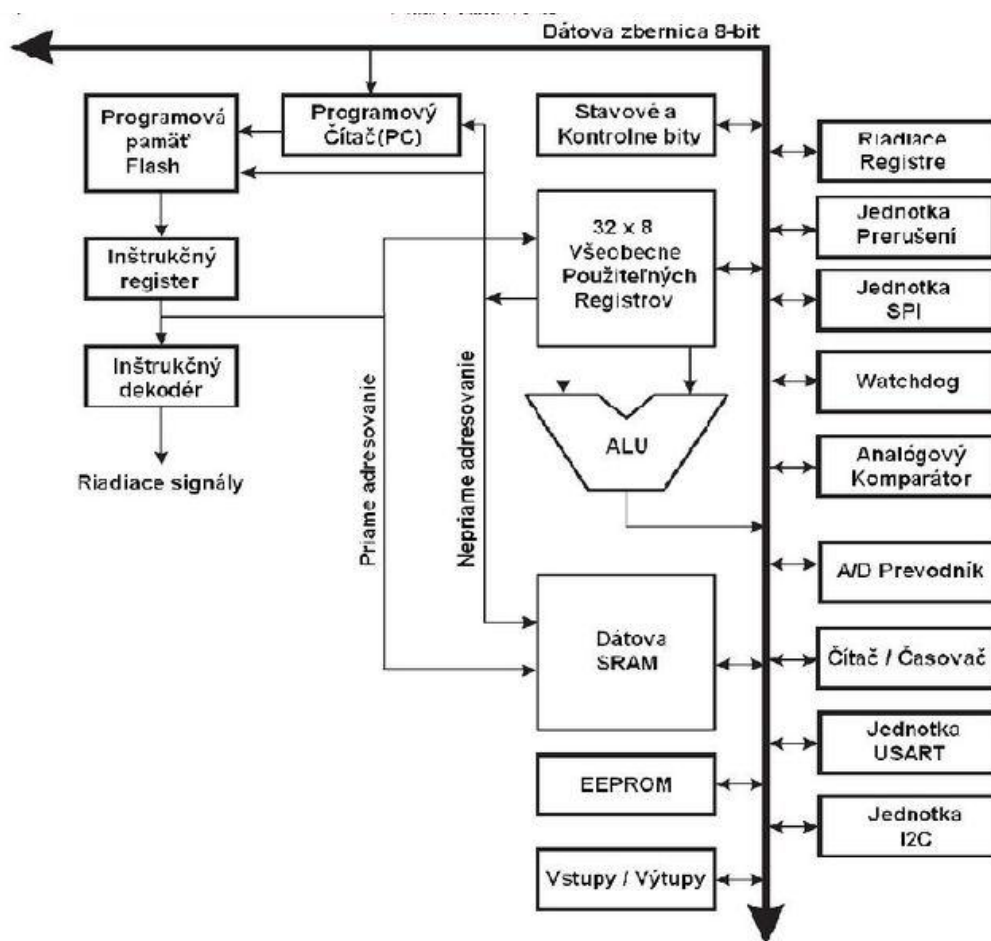 Dátova zbernica 8-bit
Programová
pamäť
Flash
Programový
Čítač(PC)
Stavové a
Kontrolne bity
Riadiace
Registre
Inštrukčný
register
32 x 8
Všeobecne
Použiteľných
Registrov
Jednotka
Prerušení
Jednotka
SPI
Inštrukčný
dekodér
Watchdog
Riadiace signály
Priame adresovanie
Nepriame adresovanie
ALU
Analógový
Komparátor
A/D Prevodník
Dátova
SRAM
Čítač / Časovač
Jednotka
USART
EEPROM
Jednotka
I2C
Vstupy / Výtupy